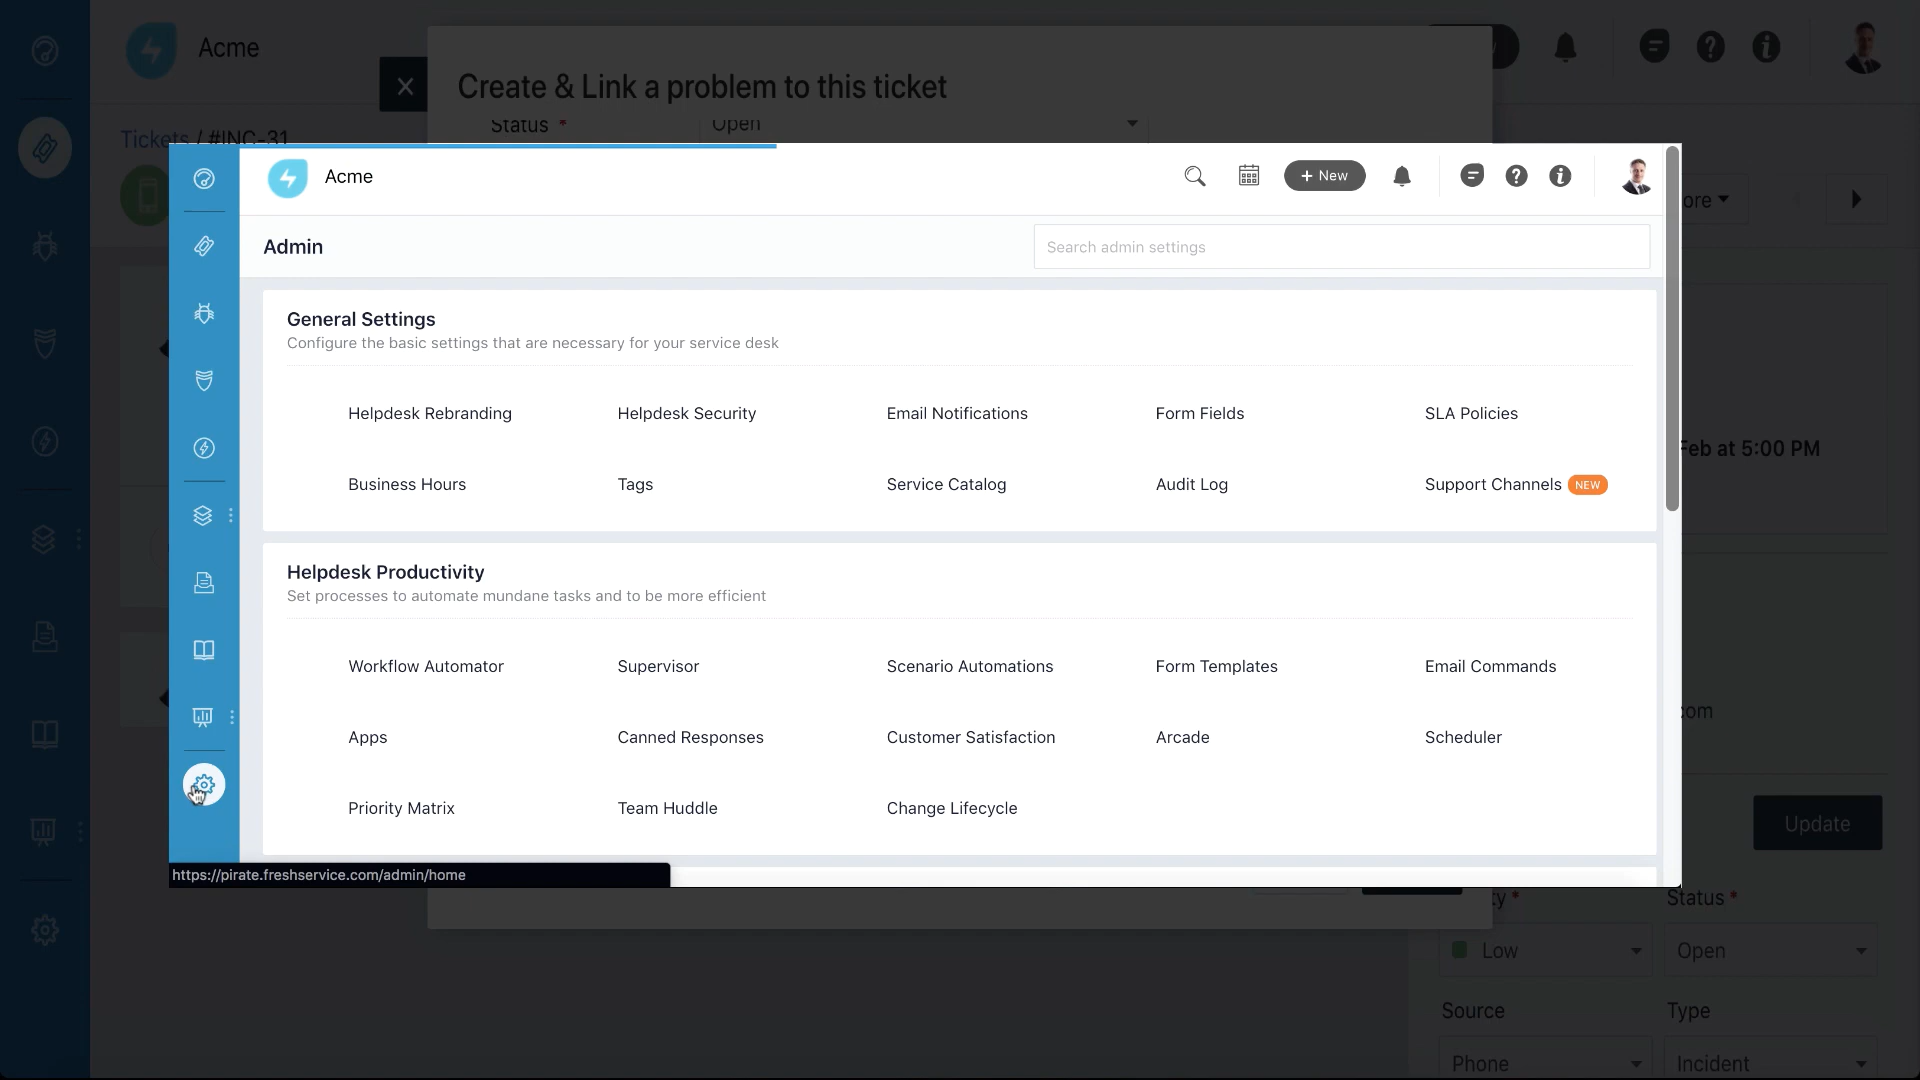 Acme
Create & Link a problem to this ticket
Status *
Open
Tickets / #INC-31
Acme
+ New
Admin
Search admin settings
General Settings
Configure the basic settings that are necessary for your service desk
Helpdesk Rebranding
Helpdesk Security
Email Notifications
Form Fields
SLA Policies
Business Hours
Tags
Service Catalog
Audit Log
Support Channels NEW
Feb at 5:00 PM
Helpdesk Productivity
Set processes to automate mundane tasks and to be more efficient
Workflow Automator
Supervisor
Scenario Automations
Form Templates
Email Commands
Apps
Canned Responses
Customer Satisfaction
Arcade
Scheduler
Priority Matrix
Team Huddle
Change Lifecycle
Update
https://pirate.freshservice.com/admin/home
Status *
Low
Open
Source
Type
Phone
Incident